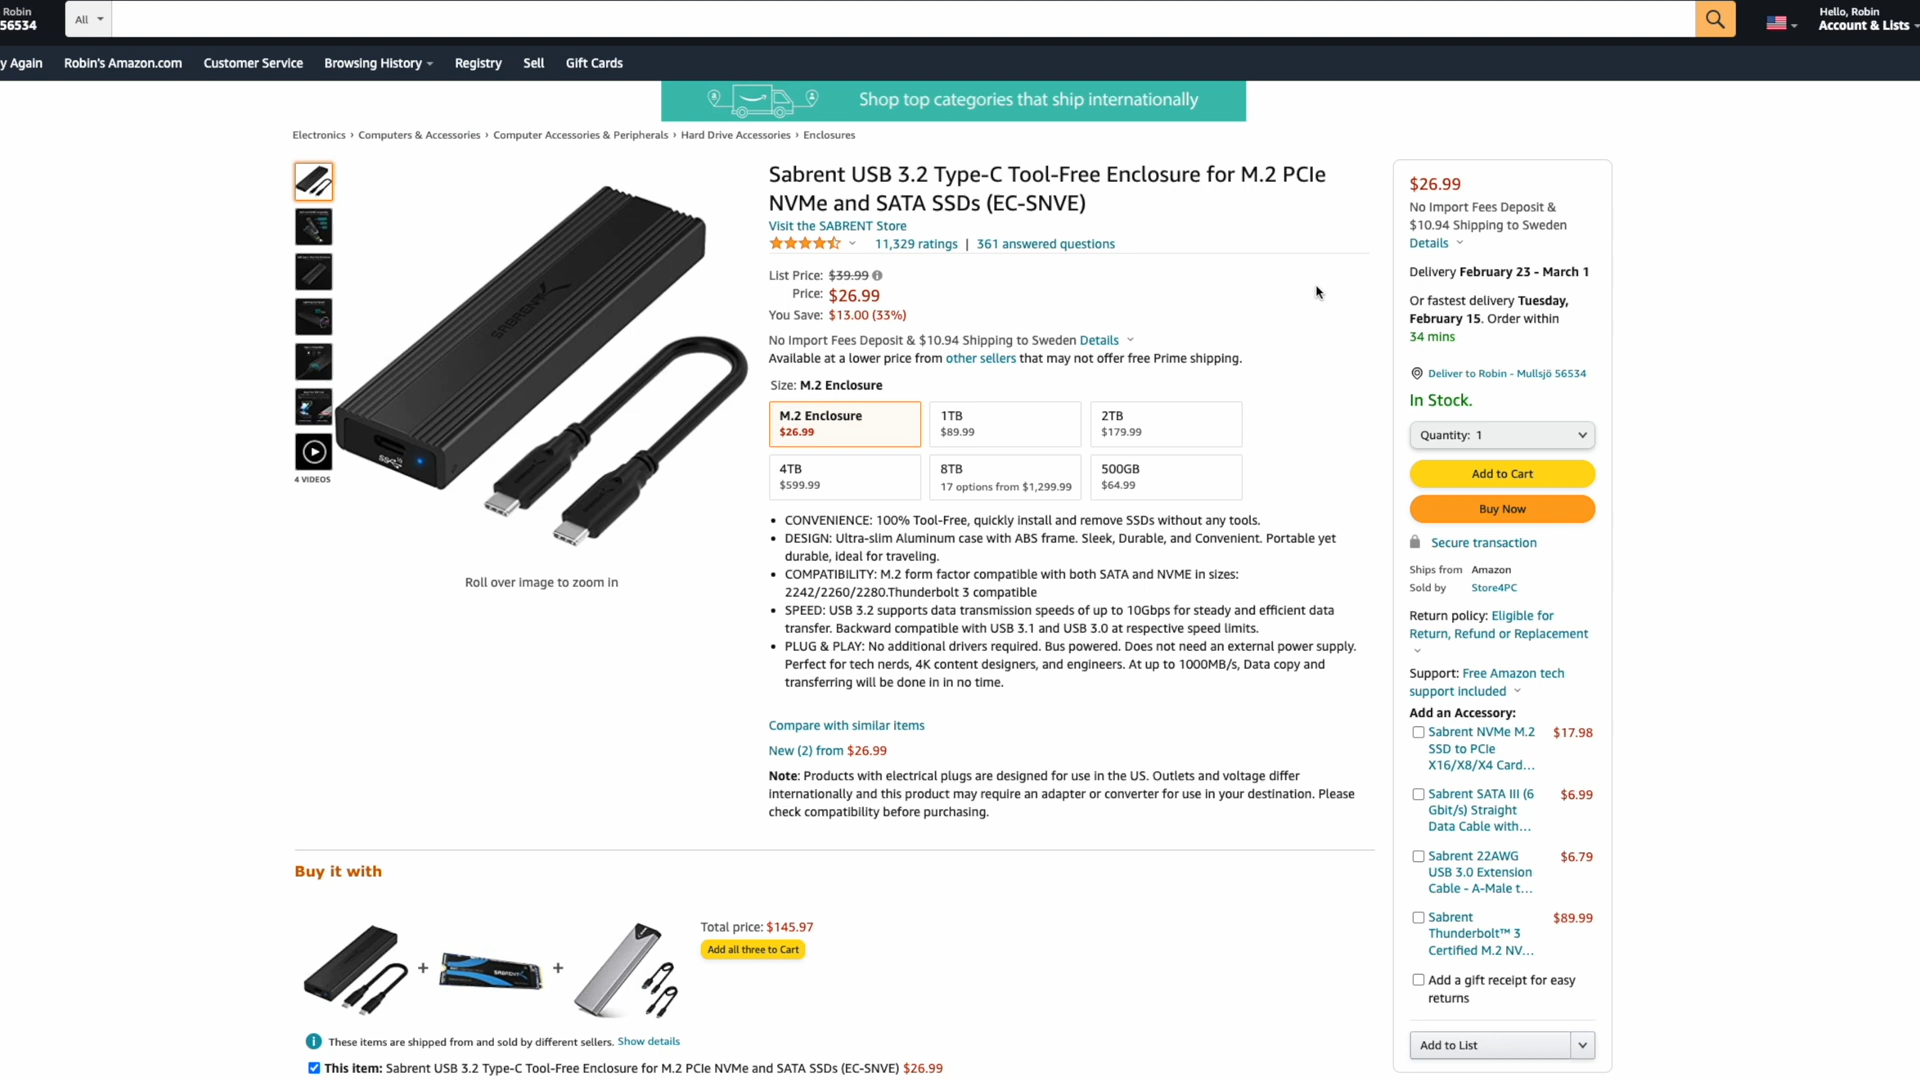 Robin
56534
All
Hello, Robin
Account & Lists
y Again
Robin's Amazon.com
Customer Service
Browsing History
Registry
Sell
Gift Cards
Shop top categories that ship internationally
Electronics › Computers & Accessories › Computer Accessories & Peripherals › Hard Drive Accessories › Enclosures
4 VIDEOS
SABRENT
Roll over image to zoom in
Sabrent USB 3.2 Type-C Tool-Free Enclosure for M.2 PCIe
NVMe and SATA SSDs (EC-SNVE)
Visit the SABRENT Store
11,329 ratings | 361 answered questions
List Price: $39.99
Price: $26.99
You Save: $13.00 (33%)
No Import Fees Deposit & $10.94 Shipping to Sweden Details
Available at a lower price from other sellers that may not offer free Prime shipping.
Size: M.2 Enclosure
M.2 Enclosure
$26.99
1TB
$89.99
2TB
$179.99
4TB
$599.99
8TB
17 options from $1,299.99
500GB
$64.99
• CONVENIENCE: 100% Tool-Free, quickly install and remove SSDs without any tools.
• DESIGN: Ultra-slim Aluminum case with ABS frame. Sleek, Durable, and Convenient. Portable yet
durable, ideal for traveling.
• COMPATIBILITY: M.2 form factor compatible with both SATA and NVME in sizes:
2242/2260/2280.Thunderbolt 3 compatible
• SPEED: USB 3.2 supports data transmission speeds of up to 10Gbps for steady and efficient data
transfer. Backward compatible with USB 3.1 and USB 3.0 at respective speed limits.
• PLUG & PLAY: No additional drivers required. Bus powered. Does not need an external power supply.
Perfect for tech nerds, 4K content designers, and engineers. At up to 1000MB/s, Data copy and
transferring will be done in in no time.
Compare with similar items
New (2) from $26.99
Note: Products with electrical plugs are designed for use in the US. Outlets and voltage differ
internationally and this product may require an adapter or converter for use in your destination. Please
check compatibility before purchasing.
$26.99
No Import Fees Deposit &
$10.94 Shipping to Sweden
Details
Delivery February 23 - March 1
Or fastest delivery Tuesday,
February 15. Order within
34 mins
Deliver to Robin - Mullsjö 56534
In Stock.
Quantity: 1
Add to Cart
Buy Now
Secure transaction
Ships from Amazon
Sold by Store4PC
Return policy: Eligible for
Return, Refund or Replacement
Support: Free Amazon tech
support included
Add an Accessory:
Sabrent NVMe M.2 $17.98
SSD to PCIe
X16/X8/X4 Card...
Sabrent SATA III (6 $6.99
Gbit/s) Straight
Data Cable with...
Sabrent 22AWG $6.79
USB 3.0 Extension
Cable - A-Male t...
Sabrent $89.99
Thunderbolt™ 3
Certified M.2 NV...
Add a gift receipt for easy
returns
Add to List
Buy it with
SABRENT
+
+
Total price: $145.97
Add all three to Cart
These items are shipped from and sold by different sellers. Show details
This item: Sabrent USB 3.2 Type-C Tool-Free Enclosure for M.2 PCIe NVMe and SATA SSDs (EC-SNVE) $26.99